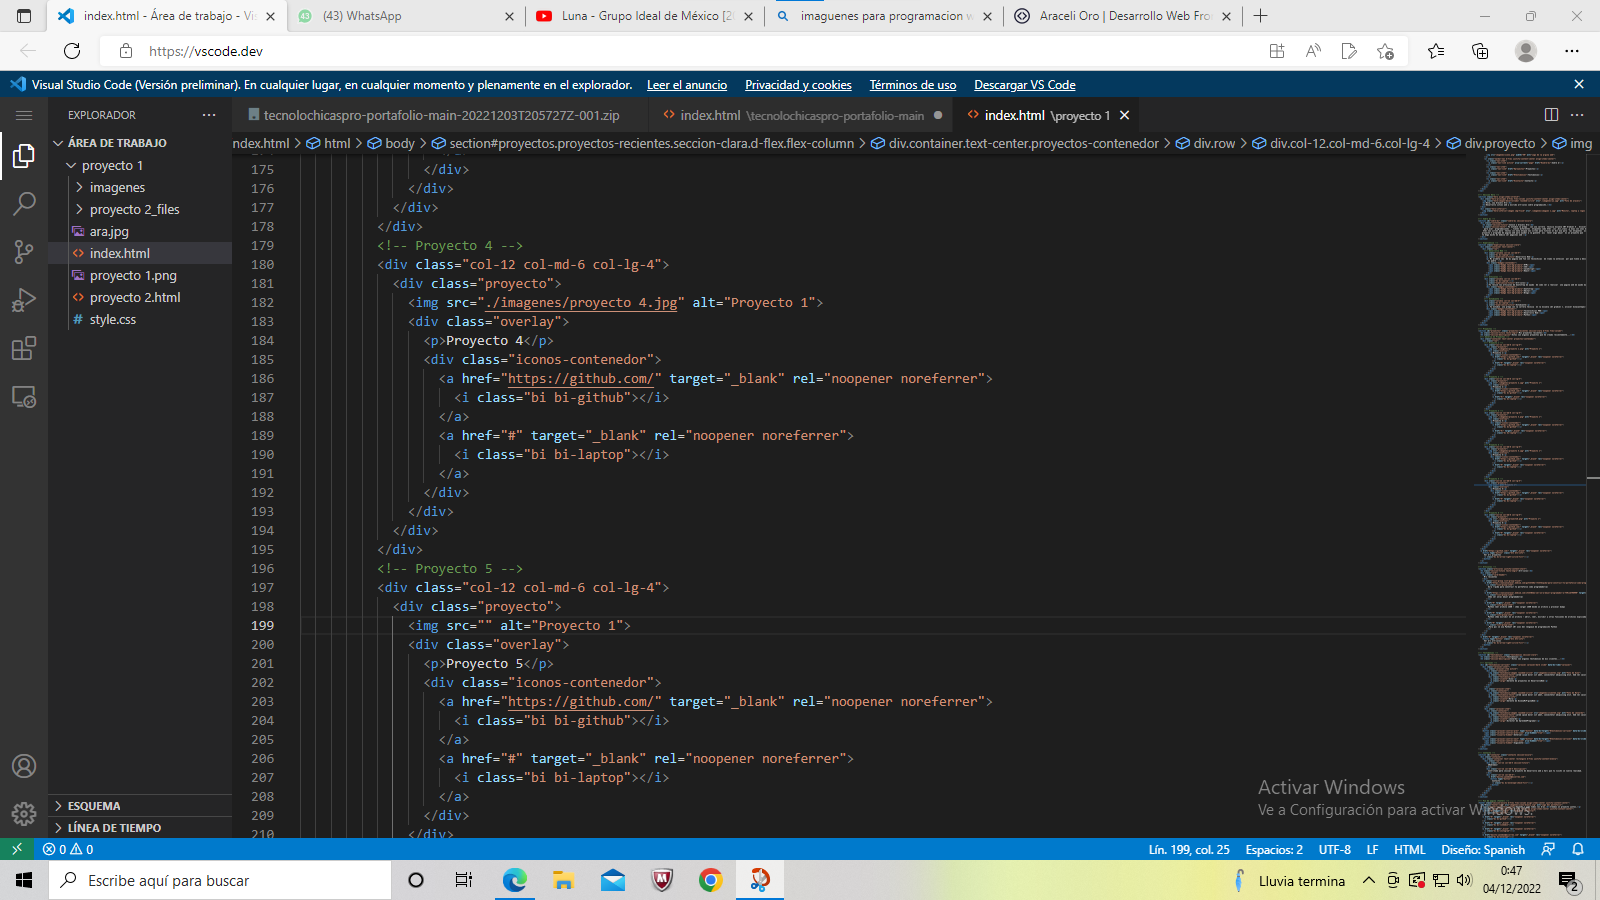 index.html - Área de trabajo - Vi
(43) WhatsApp
Luna - Grupo Ideal de México [2
imaguenes para programacion w
Araceli Oro | Desarrollo Web Fro
https://vscode.dev
Visual Studio Code (Versión preliminar). En cualquier lugar, en cualquier momento y plenamente en el explorador. Leer el anuncio Privacidad y cookies Términos de uso Descargar VS Code
EXPLORADOR
tecnolochicaspro-portafolio-main-20221203T205727Z-001.zip
index.html \tecnolochicaspro-portafolio-main
index.html \proyecto 1
ndex.html > html > body > section#proyectos.proyectos-recientes.seccion-clara.d-flex.flex-column > div.container.text-center.proyectos-contenedor > div.row > div.col-12.col-md-6.col-lg-4 > div.proyecto > img
ÁREA DE TRABAJO
proyecto 1
imagenes
proyecto 2_files
ara.jpg
index.html
proyecto 1.png
proyecto 2.html
style.css
175 </div>
176 </div>
177 </div>
178 </div>
179 <!-- Proyecto 4 -->
180 <div class="col-12 col-md-6 col-lg-4">
181 <div class="proyecto">
182 <img src="./imagenes/proyecto 4.jpg" alt="Proyecto 1">
183 <div class="overlay">
184 <p>Proyecto 4</p>
185 <div class="iconos-contenedor">
186 <a href="https://github.com/" target="_blank" rel="noopener noreferrer">
187 <i class="bi bi-github"></i>
188 </a>
189 <a href="#" target="_blank" rel="noopener noreferrer">
190 <i class="bi bi-laptop"></i>
191 </a>
192 </div>
193 </div>
194 </div>
195 </div>
196 <!-- Proyecto 5 -->
197 <div class="col-12 col-md-6 col-lg-4">
198 <div class="proyecto">
199 <img src="" alt="Proyecto 1">
200 <div class="overlay">
201 <p>Proyecto 5</p>
202 <div class="iconos-contenedor">
203 <a href="https://github.com/" target="_blank" rel="noopener noreferrer">
204 <i class="bi bi-github"></i>
205 </a>
206 <a href="#" target="_blank" rel="noopener noreferrer">
207 <i class="bi bi-laptop"></i>
208 </a>
209 </div>
210 </div>
ESQUEMA
LÍNEA DE TIEMPO
Activar Windows
Ve a Configuración para activar Windows.
0 0
Lín. 199, col. 25 Espacios: 2 UTF-8 LF HTML Diseño: Spanish
Escribe aquí para buscar
Lluvia termina
0:47
04/12/2022
2